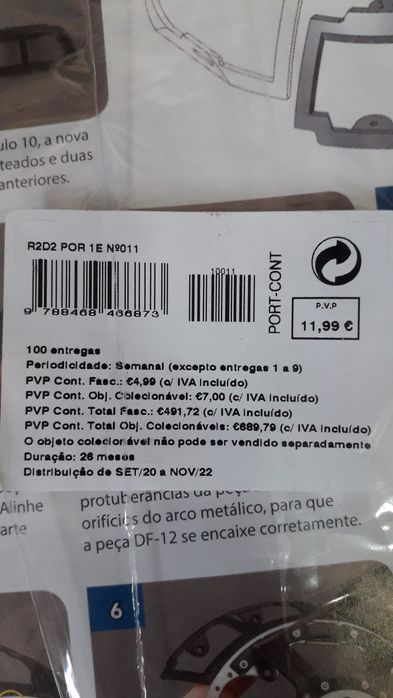 ulo 10, a nova
teados e duas
anteriores.
R2D2 POR 1E Nº011
10011
9 788468 466873
PORT-CONT
P.V.P
11,99 €
100 entregas
Periodicidade: Semanal (excepto entregas 1 a 9)
PVP Cont. Fasc.: €4,99 (c/ IVA Incluído)
PVP Cont. Obj. Colecionável: €7,00 (c/ IVA Incluído)
PVP Cont. Total Fasc.: €491,72 (c/ IVA Incluído)
PVP Cont. Total Obj. Colecionáveis: €689,79 (c/ IVA Incluído)
O objeto colecionável não pode ser vendido separadamente
Duração: 26 meses
Distribuição de SET/20 a NOV/22
Alinhe
arte
protuberâncias da
orifícios do arco metálico, para que
a peça DF-12 se encaixe corretamente.
6